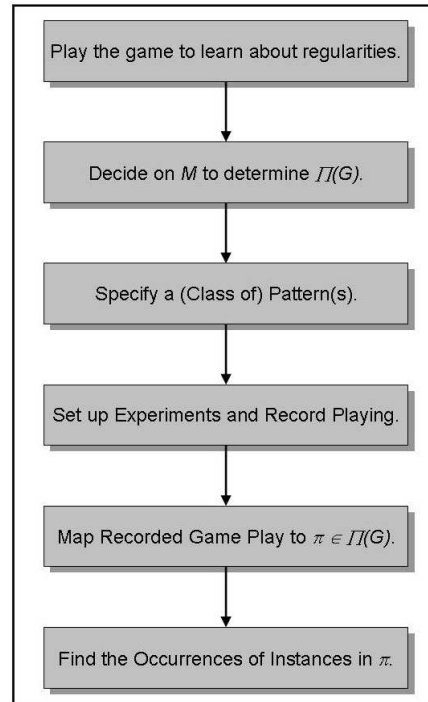 Play the game to learn about regularities.
Decide on M to determine Π(G).
Specify a (Class of) Pattern(s).
Set up Experiments and Record Playing.
Map Recorded Game Play to π ∈ Π(G).
Find the Occurrences of Instances in π.